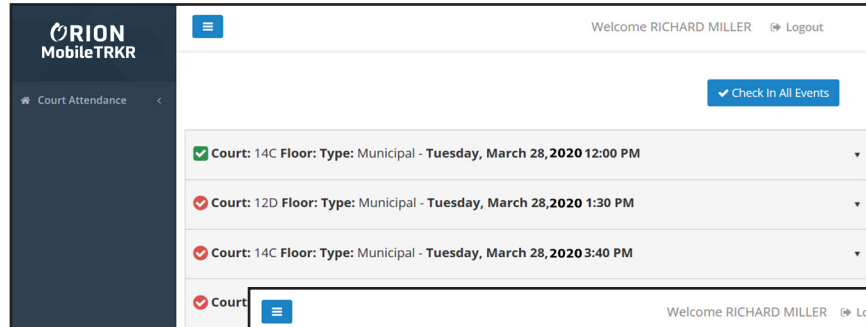 ORION
MobileTRKR
Welcome RICHARD MILLER Logout
Court Attendance
Check In All Events
Court: 14C Floor: Type: Municipal - Tuesday, March 28,2020 12:00 PM
Court: 12D Floor: Type: Municipal - Tuesday, March 28,2020 1:30 PM
Court: 14C Floor: Type: Municipal - Tuesday, March 28,2020 3:40 PM
Court
Welcome RICHARD MILLER